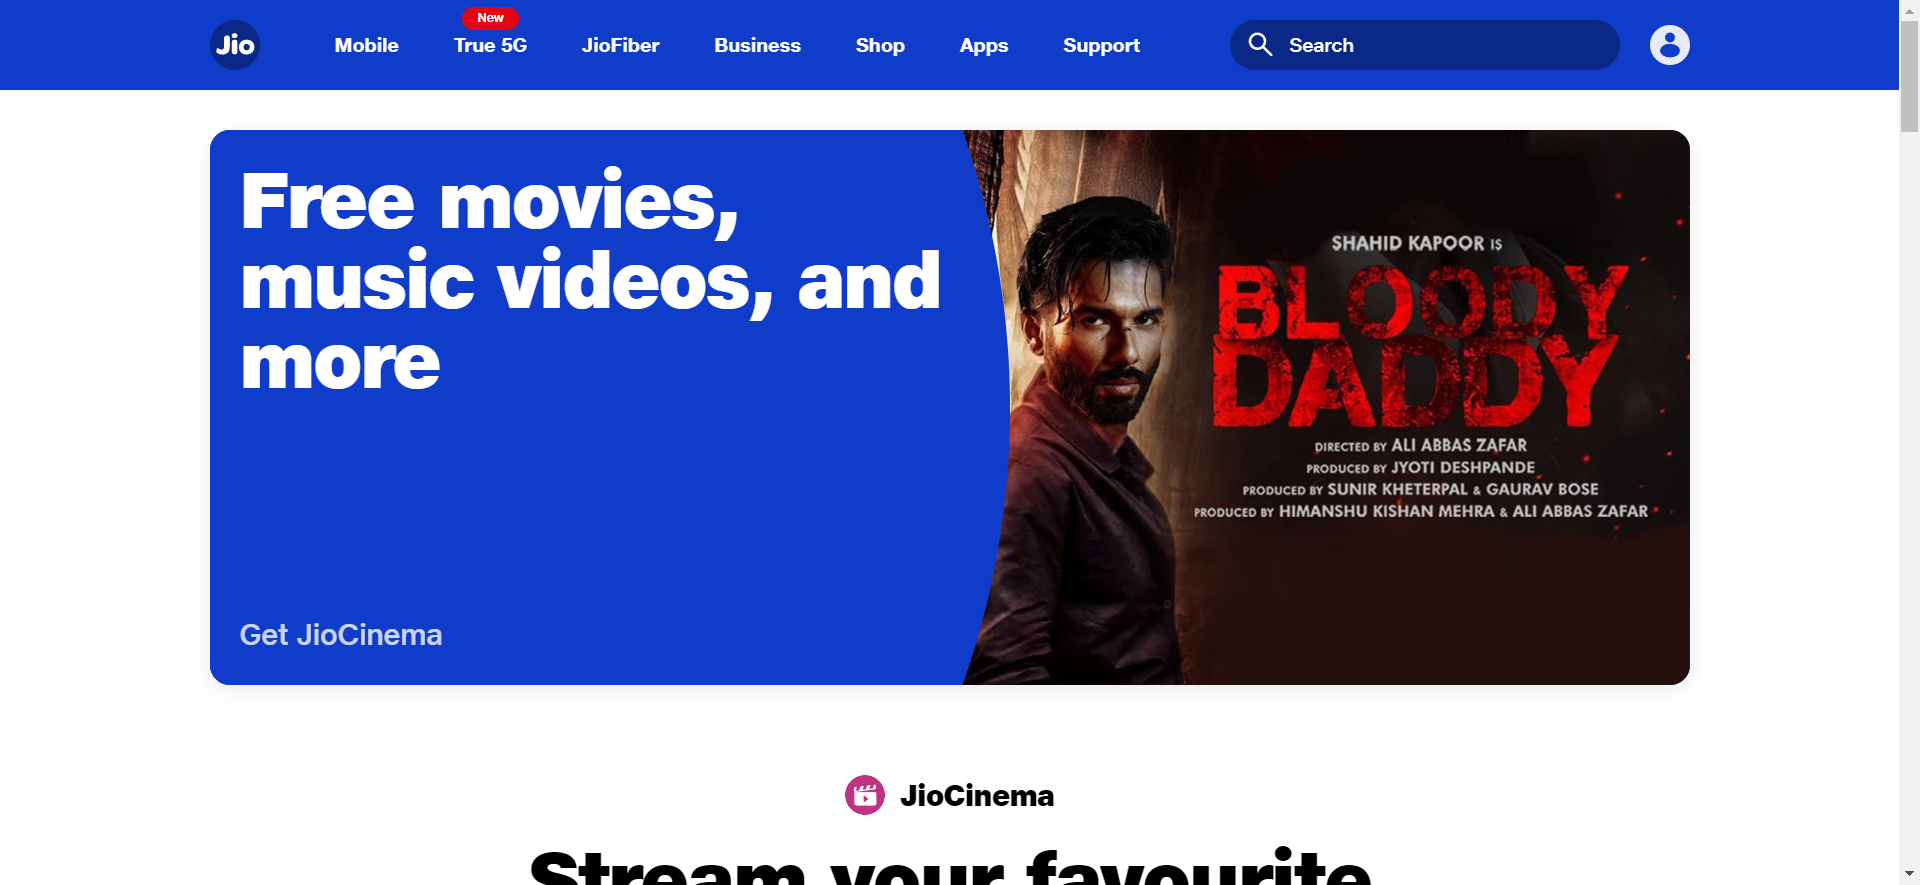 Jio
Mobile
New
True 5G
JioFiber
Business
Shop
Apps
Support
Search
Free movies,
music videos, and
more
Get JioCinema
SHAHID KAPOOR IS
BLOODY
DADDY
DIRECTED BY ALI ABBAS ZAFAR
PRODUCED BY JYOTI DESHPANDE
PRODUCED BY SUNIR KHETERPAL & GAURAV BOSE
PRODUCED BY HIMANSHU KISHAN MEHRA & ALI ABBAS ZAFAR
JioCinema
Stream your favourite